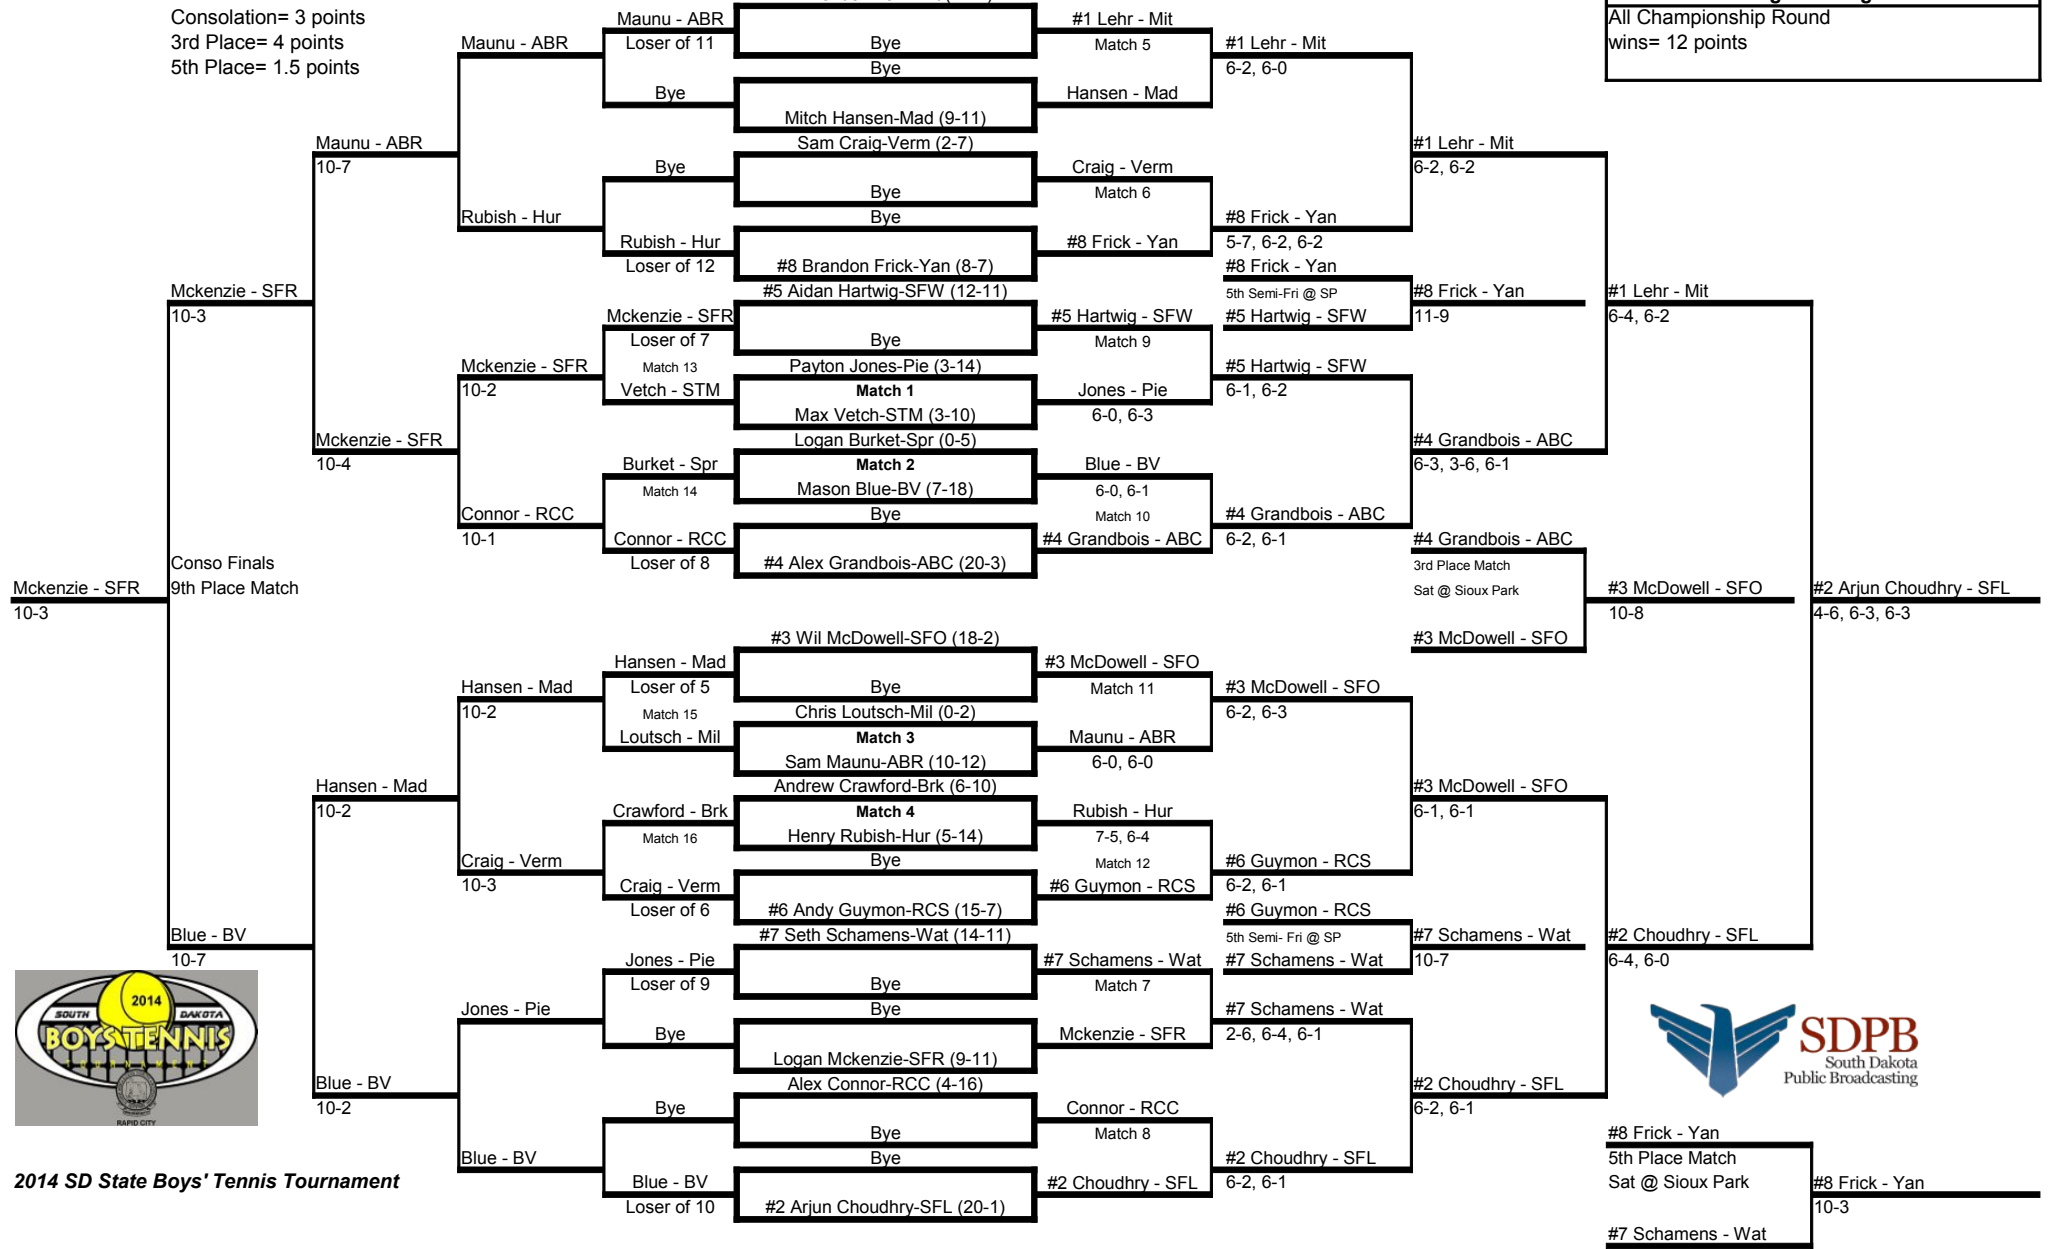 Consolation= 3 points
3rd Place= 4 points
5th Place= 1.5 points
All Championship Round
wins= 12 points
Mckenzie - SFR
10-3
Conso Finals
9th Place Match
Mckenzie - SFR
10-3
Blue - BV
10-7
Maunu - ABR
10-7
Mckenzie - SFR
10-4
Hansen - Mad
10-2
Blue - BV
10-2
Maunu - ABR
Rubish - Hur
Mckenzie - SFR
10-2
Connor - RCC
10-1
Hansen - Mad
10-2
Craig - Verm
10-3
Jones - Pie
Blue - BV
Maunu - ABR
Loser of 11
Bye
Bye
Rubish - Hur
Loser of 12
Mckenzie - SFR
Loser of 7
Match 13
Vetch - STM
Burket - Spr
Match 14
Connor - RCC
Loser of 8
Hansen - Mad
Loser of 5
Match 15
Loutsch - Mil
Crawford - Brk
Match 16
Craig - Verm
Loser of 6
Jones - Pie
Loser of 9
Bye
Bye
Blue - BV
Loser of 10
Bye
Bye
Mitch Hansen-Mad (9-11)
Sam Craig-Verm (2-7)
Bye
Bye
#8 Brandon Frick-Yan (8-7)
#5 Aidan Hartwig-SFW (12-11)
Bye
Payton Jones-Pie (3-14)
Match 1
Max Vetch-STM (3-10)
Logan Burket-Spr (0-5)
Match 2
Mason Blue-BV (7-18)
Bye
#4 Alex Grandbois-ABC (20-3)
#3 Wil McDowell-SFO (18-2)
Bye
Chris Loutsch-Mil (0-2)
Match 3
Sam Maunu-ABR (10-12)
Andrew Crawford-Brk (6-10)
Match 4
Henry Rubish-Hur (5-14)
Bye
#6 Andy Guymon-RCS (15-7)
#7 Seth Schamens-Wat (14-11)
Bye
Bye
Logan Mckenzie-SFR (9-11)
Alex Connor-RCC (4-16)
Bye
Bye
#2 Arjun Choudhry-SFL (20-1)
#1 Lehr - Mit
Match 5
Hansen - Mad
Craig - Verm
Match 6
#8 Frick - Yan
#5 Hartwig - SFW
Match 9
Jones - Pie
6-0, 6-3
Blue - BV
6-0, 6-1
Match 10
#4 Grandbois - ABC
#3 McDowell - SFO
Match 11
Maunu - ABR
6-0, 6-0
Rubish - Hur
7-5, 6-4
Match 12
#6 Guymon - RCS
#7 Schamens - Wat
Match 7
Mckenzie - SFR
Connor - RCC
Match 8
#2 Choudhry - SFL
#1 Lehr - Mit
6-2, 6-0
#8 Frick - Yan
5-7, 6-2, 6-2
#8 Frick - Yan
5th Semi-Fri @ SP
#5 Hartwig - SFW
#5 Hartwig - SFW
6-1, 6-2
#4 Grandbois - ABC
6-2, 6-1
#3 McDowell - SFO
6-2, 6-3
#6 Guymon - RCS
6-2, 6-1
#6 Guymon - RCS
5th Semi- Fri @ SP
#7 Schamens - Wat
#7 Schamens - Wat
2-6, 6-4, 6-1
#2 Choudhry - SFL
6-2, 6-1
#1 Lehr - Mit
6-2, 6-2
#8 Frick - Yan
11-9
#4 Grandbois - ABC
6-3, 3-6, 6-1
#4 Grandbois - ABC
3rd Place Match
Sat @ Sioux Park
#3 McDowell - SFO
#3 McDowell - SFO
6-1, 6-1
#7 Schamens - Wat
10-7
#2 Choudhry - SFL
6-2, 6-1
#1 Lehr - Mit
6-4, 6-2
#3 McDowell - SFO
10-8
#2 Choudhry - SFL
6-4, 6-0
#2 Arjun Choudhry - SFL
4-6, 6-3, 6-3
#8 Frick - Yan
5th Place Match
Sat @ Sioux Park
#7 Schamens - Wat
#8 Frick - Yan
10-3
2014
SOUTH DAKOTA
BOYS TENNIS
TOURNAMENT
RAPID CITY
SDPB
South Dakota
Public Broadcasting
2014 SD State Boys' Tennis Tournament